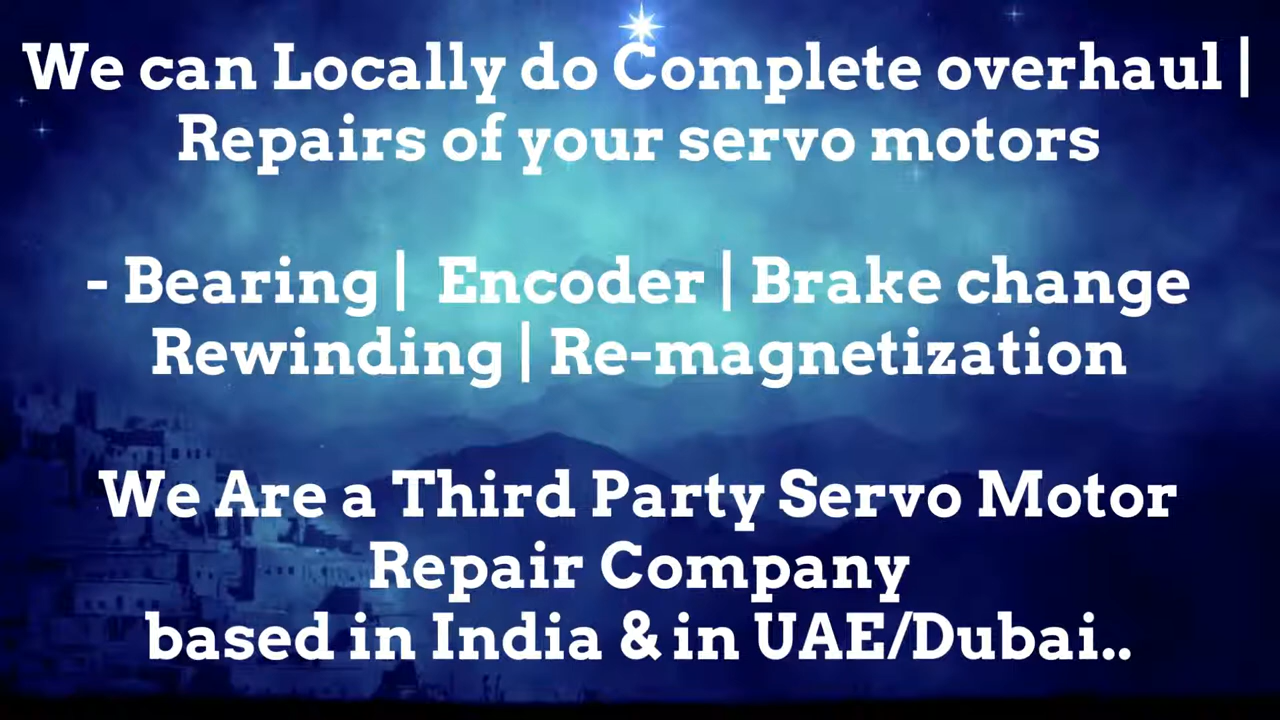 We can Locally do Complete overhaul |
Repairs of your servo motors
- Bearing | Encoder | Brake change
Rewinding | Re-magnetization
We Are a Third Party Servo Motor
Repair Company
based in India & in UAE/Dubai..